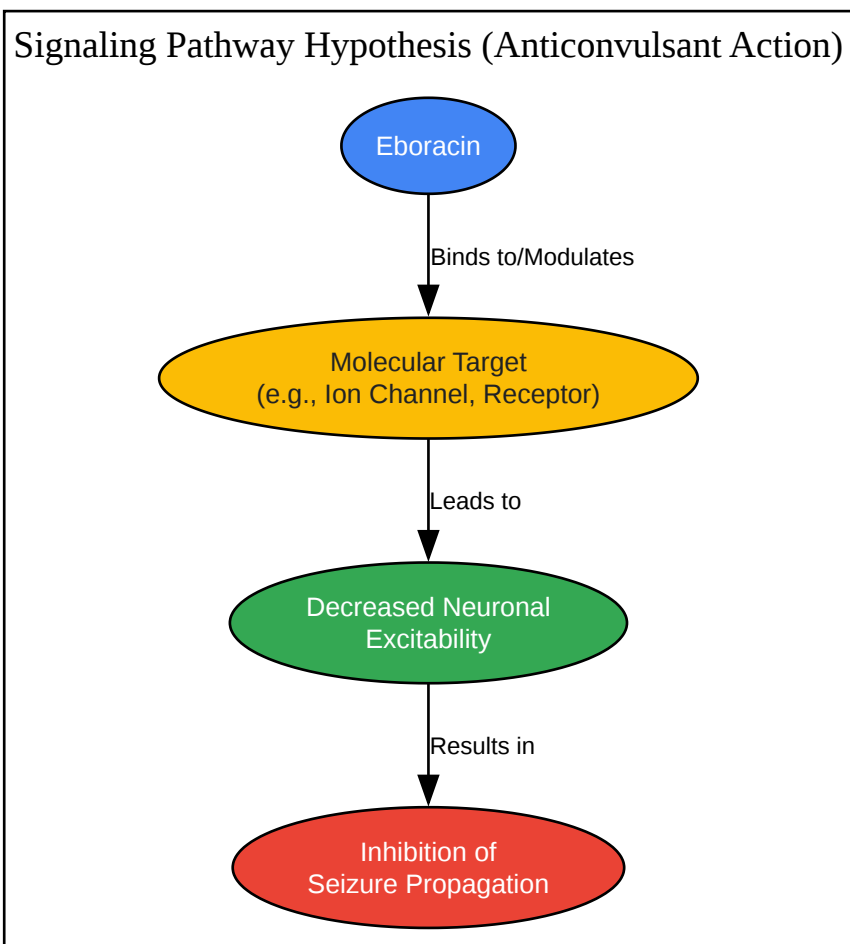 Signaling Pathway Hypothesis (Anticonvulsant Action)
Eboracin
Binds to/Modulates
Molecular Target
(e.g., Ion Channel, Receptor)
Leads to
Decreased Neuronal
Excitability
Results in
Inhibition of
Seizure Propagation